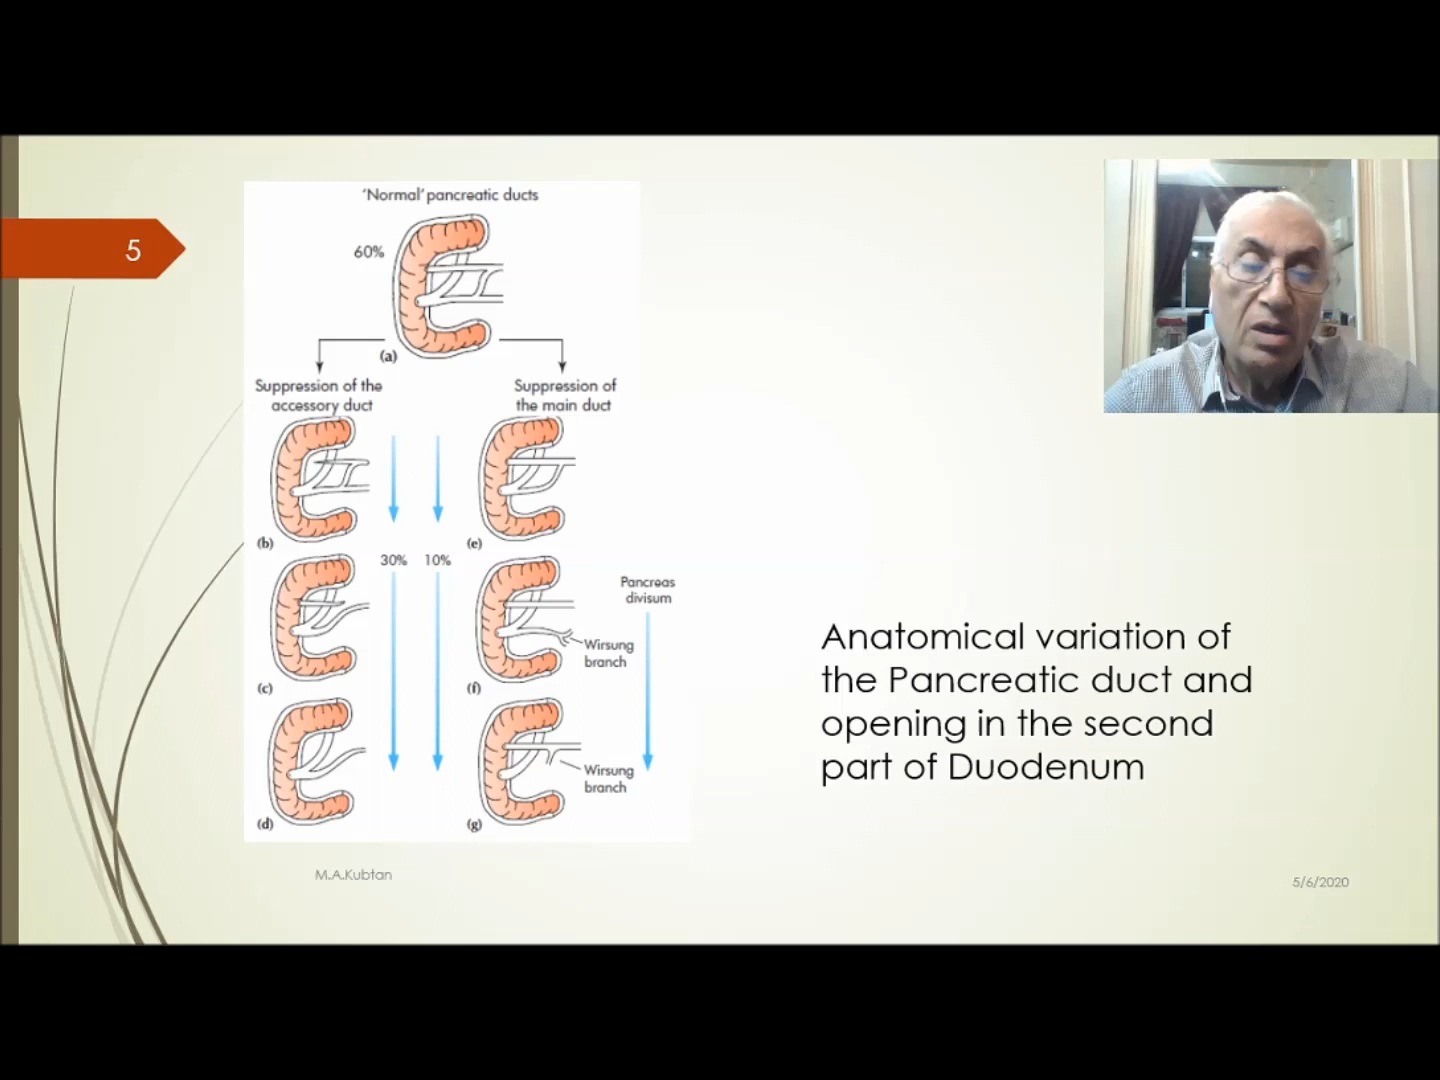 5
'Normal' pancreatic ducts
60%
(a)
Suppression of the
accessory duct
Suppression of
the main duct
(b)
(e)
30%
10%
Pancreas
divisum
Wirsung
branch
(c)
(f)
Wirsung
branch
(d)
(g)
Anatomical variation of
the Pancreatic duct and
opening in the second
part of Duodenum
M.A.Kubtan
5/6/2020